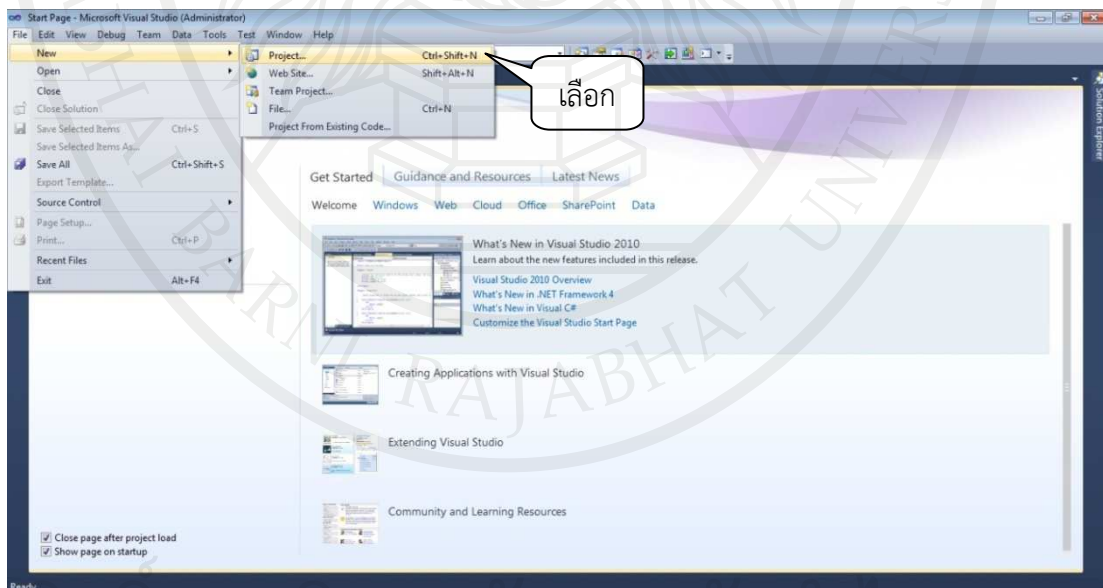 Start Page - Microsoft Visual Studio (Administrator)
File Edit View Debug Team Data Tools Test Window Help
New
Open
Close
Close Solution
Save Selected Items Ctrl+S
Save Selected Items As...
Save All Ctrl+Shift+S
Export Template...
Source Control
Page Setup...
Print... Ctrl+P
Recent Files
Exit Alt+F4
Project... Ctrl+Shift+N
Web Site... Shift+Alt+N
Team Project...
File... Ctrl+N
Project From Existing Code...
เลือก
Solution Explorer
Get Started Guidance and Resources Latest News
Welcome Windows Web Cloud Office SharePoint Data
What's New in Visual Studio 2010
Learn about the new features included in this release.
Visual Studio 2010 Overview
What's New in .NET Framework 4
What's New in Visual C#
Customize the Visual Studio Start Page
Creating Applications with Visual Studio
Extending Visual Studio
Community and Learning Resources
Close page after project load
Show page on startup
Ready
BARNI RAJABHAT UNIV